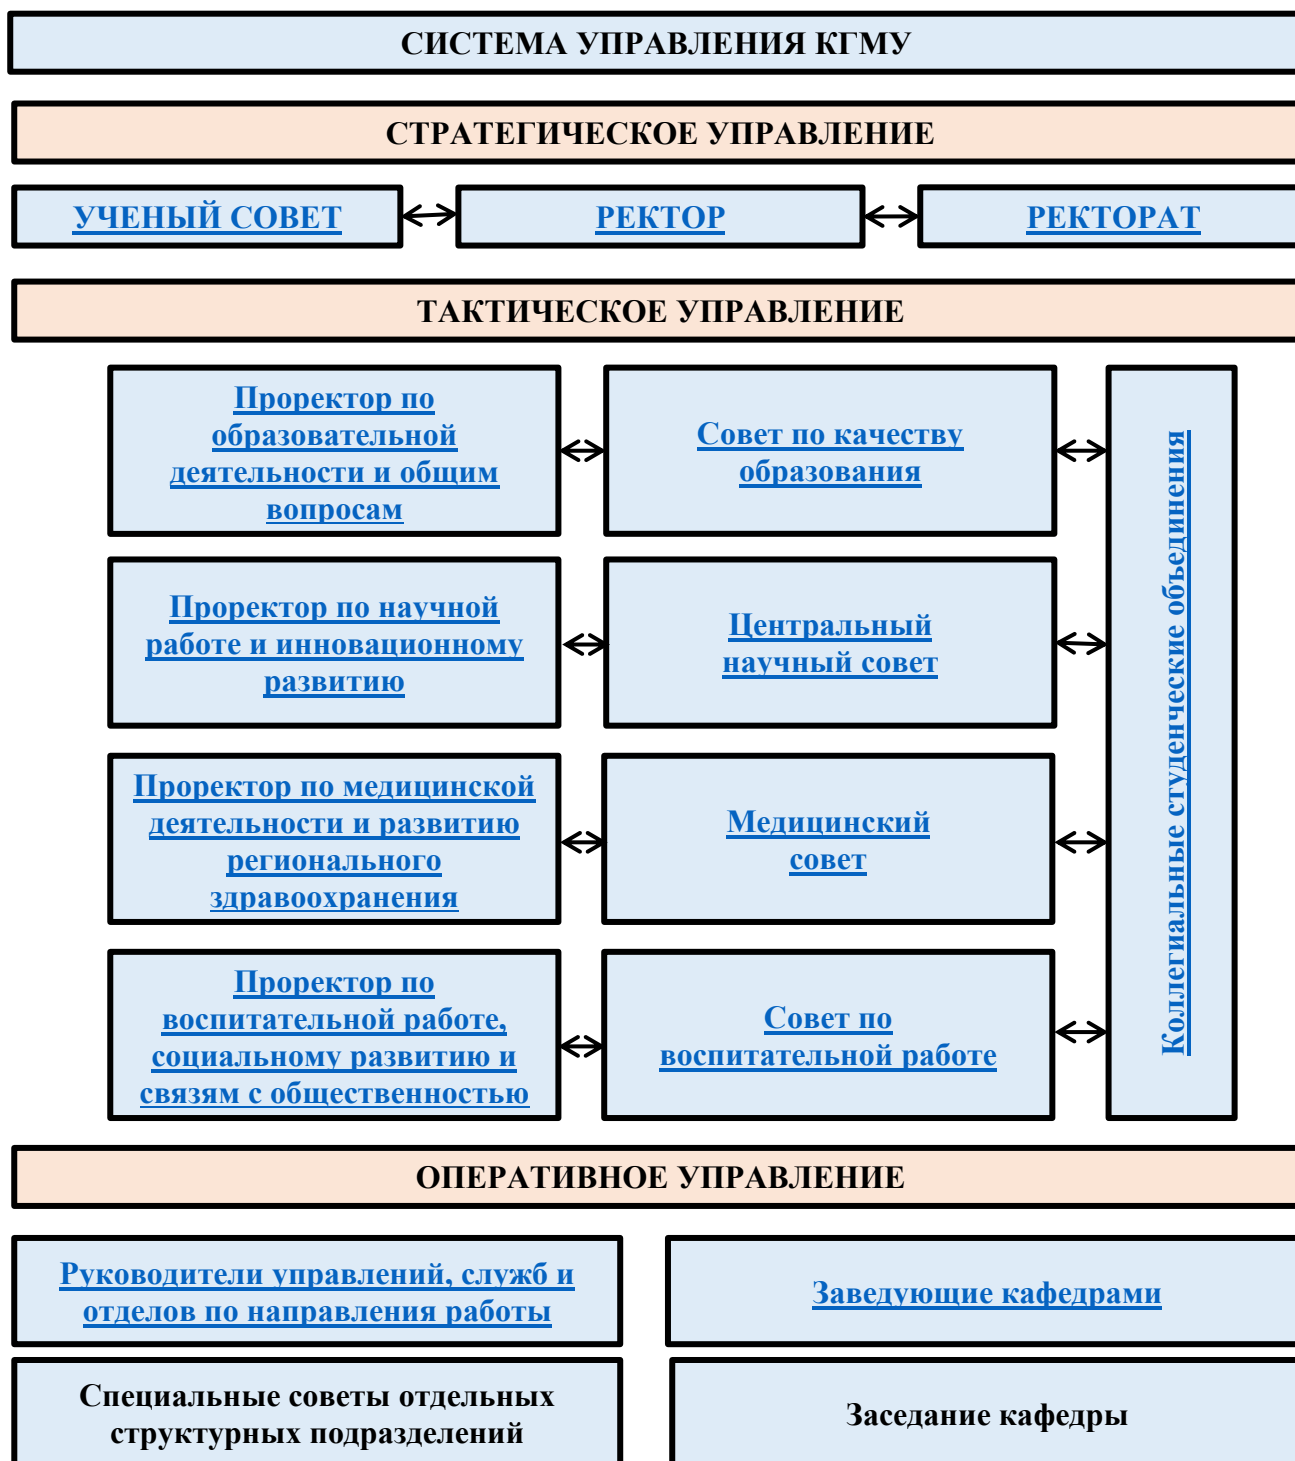 СИСТЕМА УПРАВЛЕНИЯ КГМУ
СТРАТЕГИЧЕСКОЕ УПРАВЛЕНИЕ
УЧЕНЫЙ СОВЕТ
РЕКТОР
РЕКТОРАТ
ТАКТИЧЕСКОЕ УПРАВЛЕНИЕ
Проректор по
образовательной
деятельности и общим
вопросам
Совет по качеству
образования
Проректор по научной
работе и инновационному
развитию
Центральный
научный совет
Проректор по медицинской
деятельности и развитию
регионального
здравоохранения
Медицинский
совет
Проректор по
воспитательной работе,
социальному развитию и
связям с общественностью
Совет по
воспитательной работе
Коллегиальные студенческие объединения
ОПЕРАТИВНОЕ УПРАВЛЕНИЕ
Руководители управлений, служб и
отделов по направления работы
Заведующие кафедрами
Специальные советы отдельных
структурных подразделений
Заседание кафедры